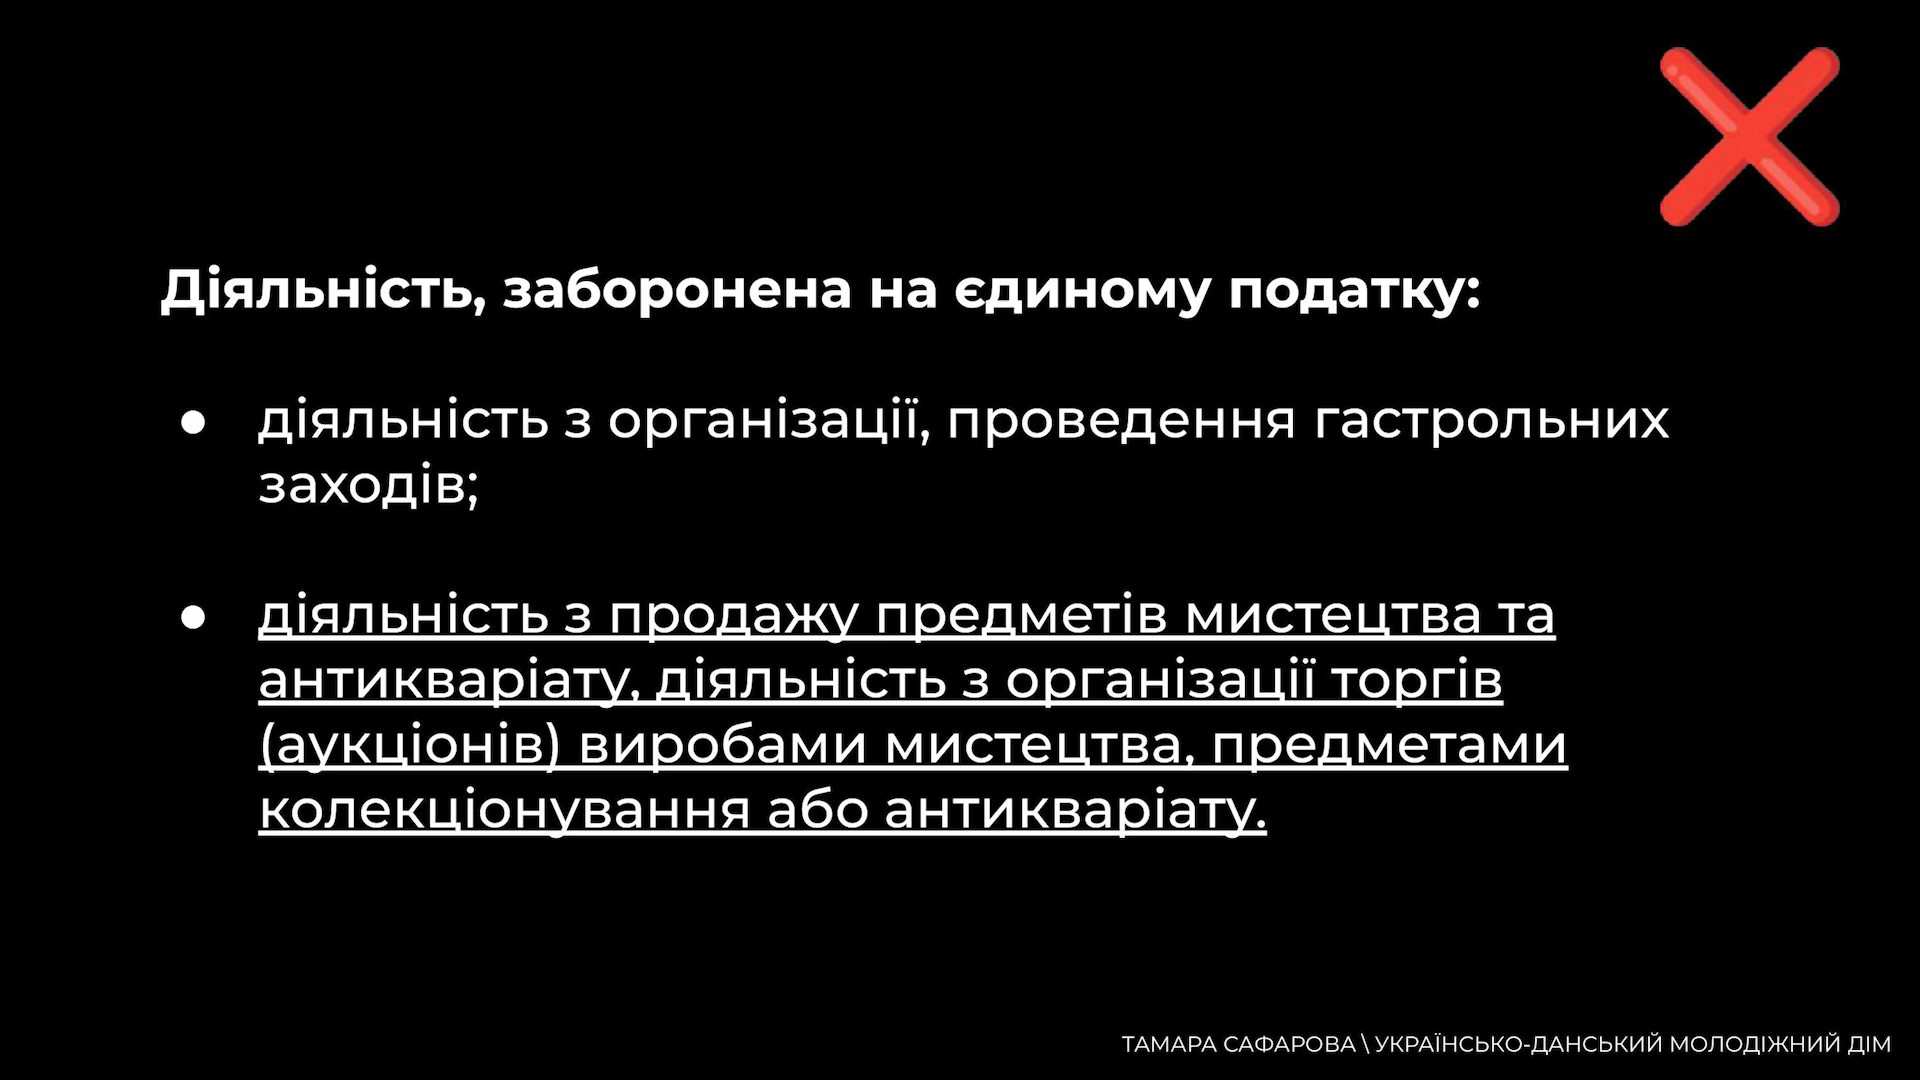 Діяльність, заборонена на єдиному податку:
● діяльність з організації, проведення гастрольних
заходів;
● діяльність з продажу предметів мистецтва та
антикваріату, діяльність з організації торгів
(аукціонів) виробами мистецтва, предметами
колекціонування або антикваріату.
ТАМАРА САФАРОВА \ УКРАЇНСЬКО-ДАНСЬКИЙ МОЛОДІЖНИЙ ДІМ